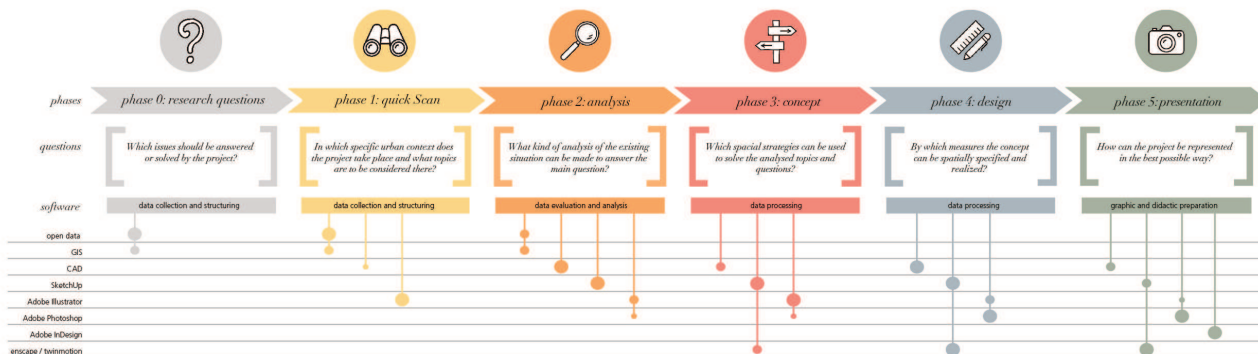 phases
phase 0: research questions
phase 1: quick Scan
phase 2: analysis
phase 3: concept
phase 4: design
phase 5: presentation
questions
Which issues should be answered
or solved by the project?
In which specific urban context does
the project take place and what topics
are to be considered there?
What kind of analysis of the existing
situation can be made to answer the
main question?
Which spacial strategies can be used
to solve the analysed topics and
questions?
By which measures the concept
can be spatially specified and
realized?
How can the project be represented
in the best possible way?
software
data collection and structuring
data collection and structuring
data evaluation and analysis
data processing
data processing
graphic and didactic preparation
open data
GIS
CAD
SketchUp
Adobe Illustrator
Adobe Photoshop
Adobe InDesign
enscape / twinmotion